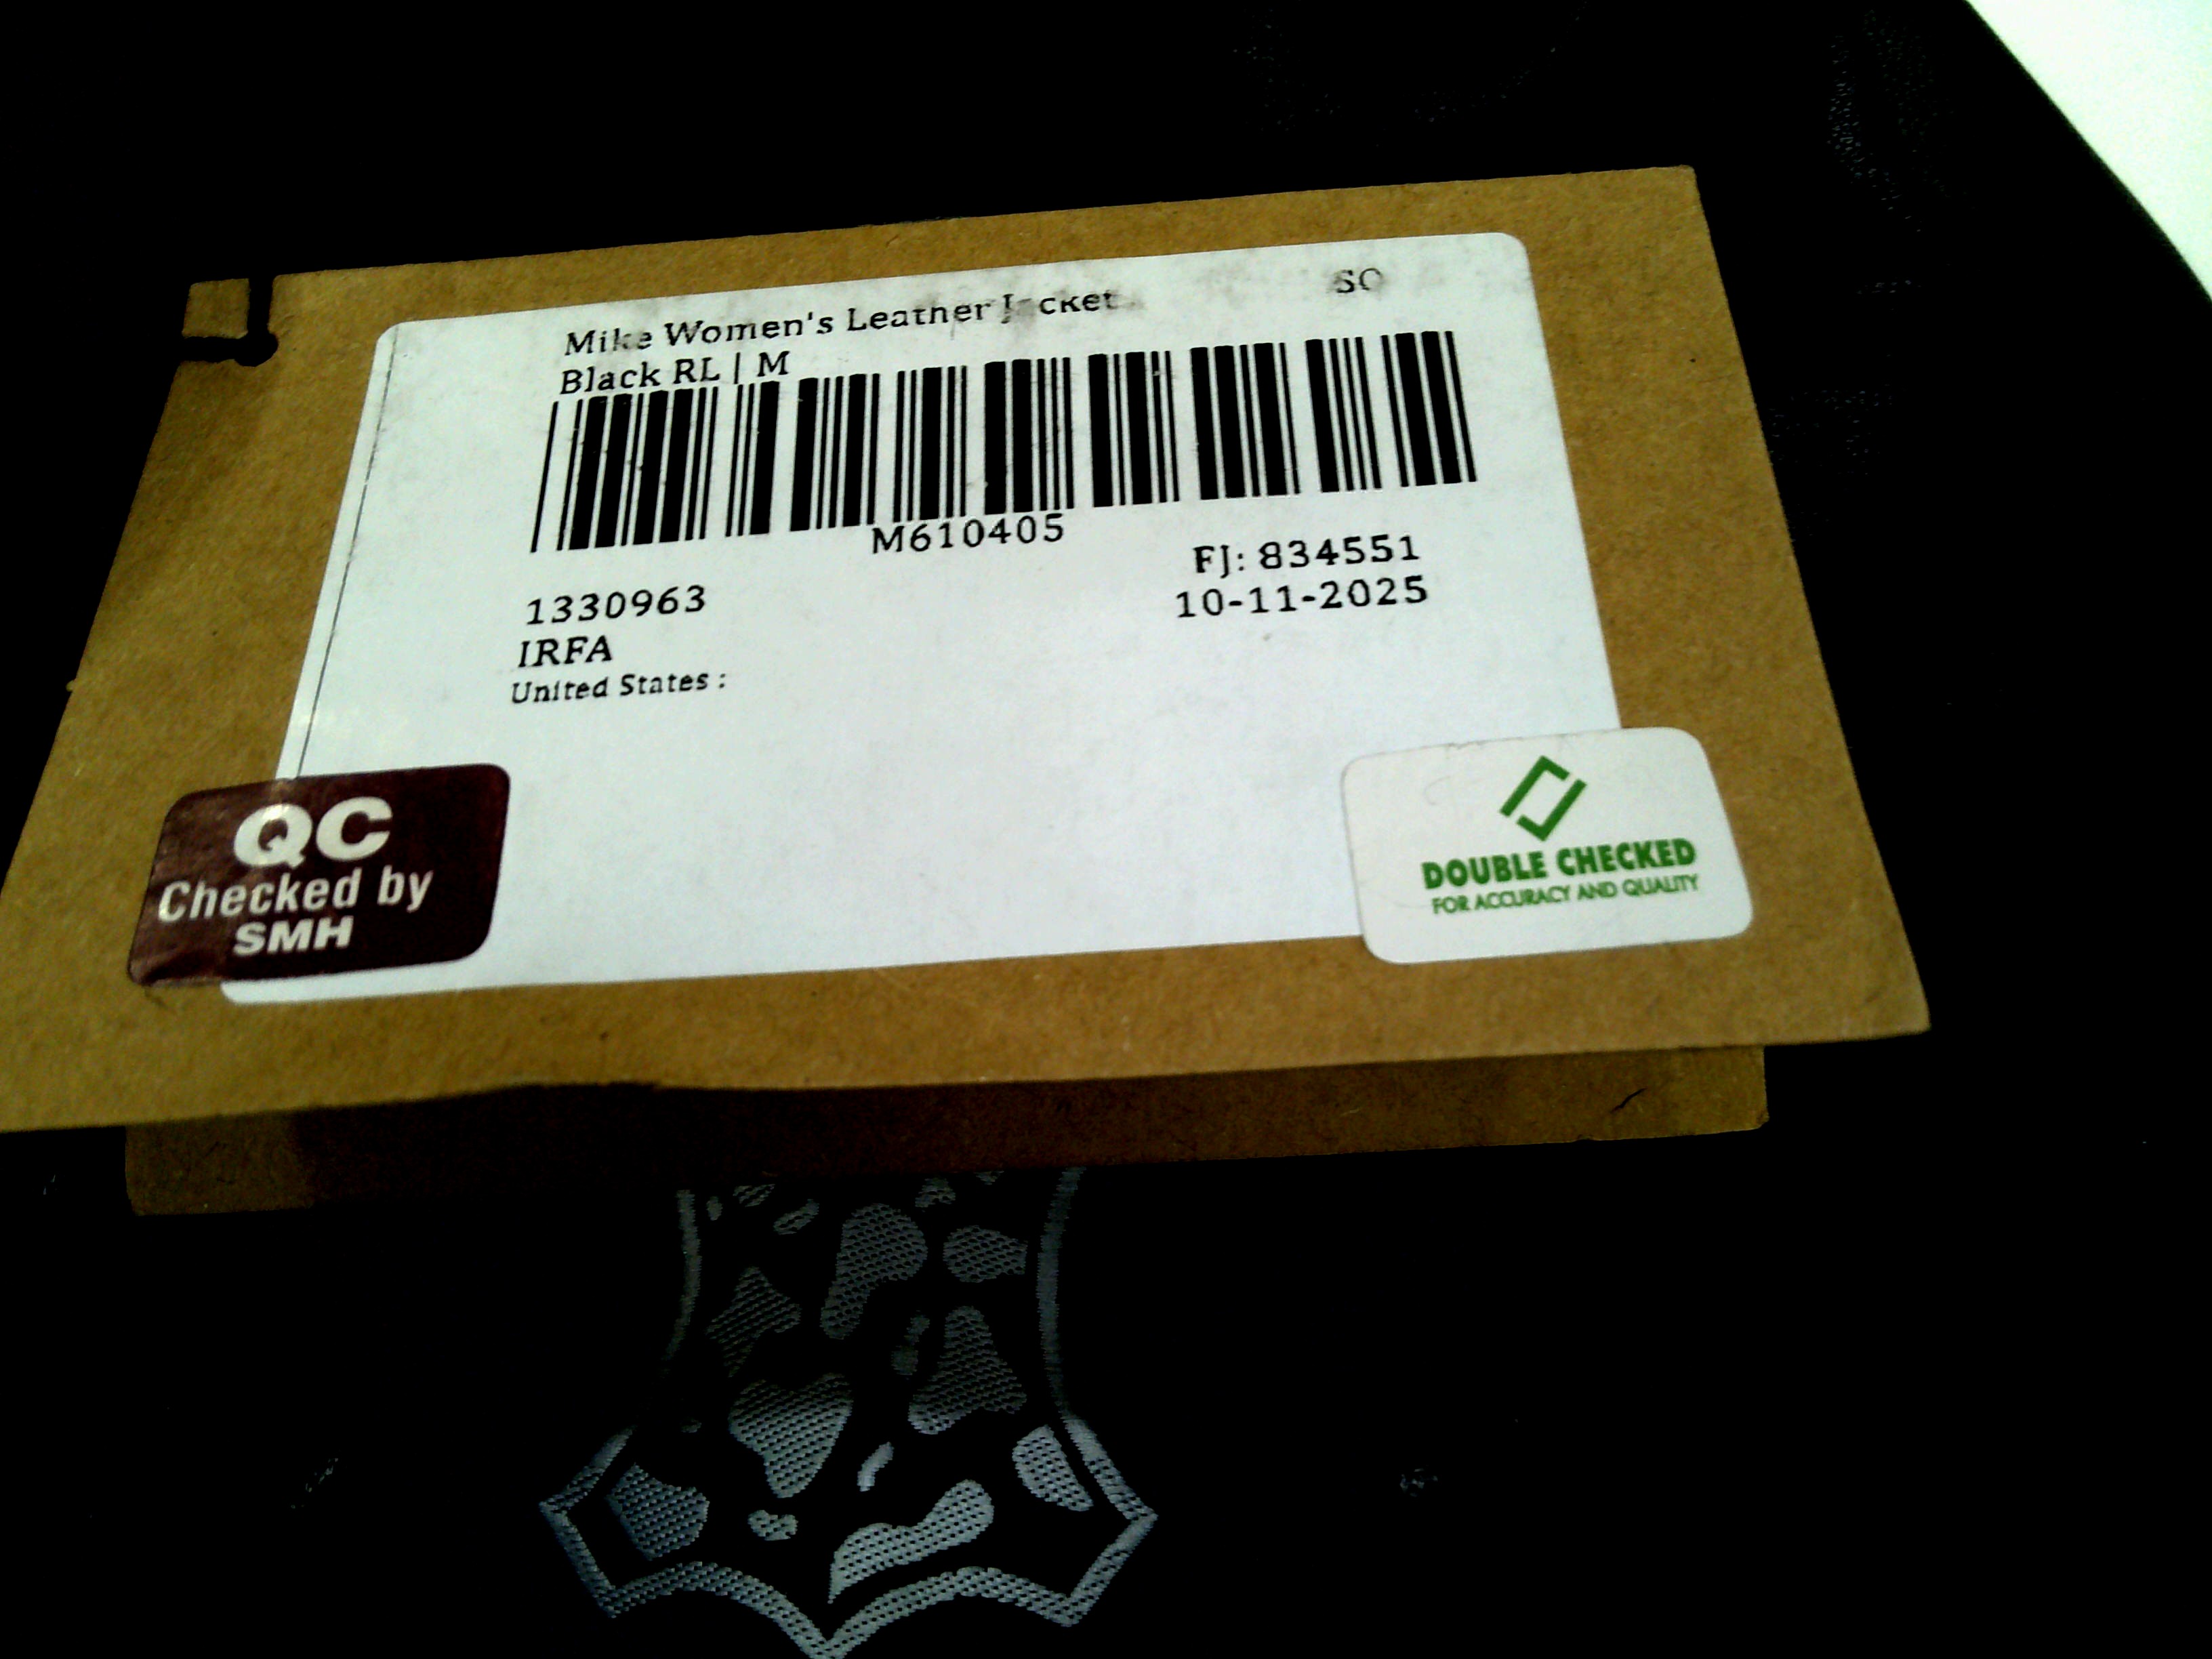 Mike Women's Leather Jacket
Black RL | M
M610405
FJ: 834551
1330963
10-11-2025
IRFA
United States :
QC
Checked by
SMH
DOUBLE CHECKED
FOR ACCURACY AND QUALITY